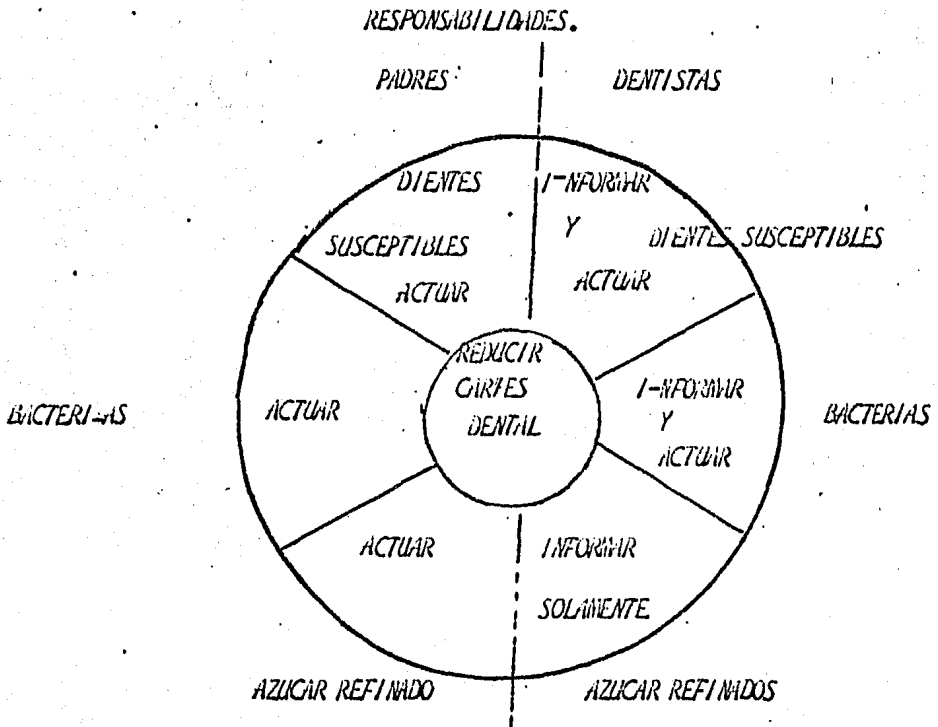 RESPONSABILIDADES.
PADRES
DENTISTAS
DIENTES
SUSCEPTIBLES
ACTUAR
I-NFORMAR
Y
ACTUAR
DIENTES SUSCEPTIBLES
REDUCIR
CARIES
DENTAL
BACTERIAS
ACTUAR
I-NFORMAR
Y
ACTUAR
BACTERIAS
ACTUAR
INFORMAR
SOLAMENTE
AZUCAR REFINADO
AZUCAR REFINADOS